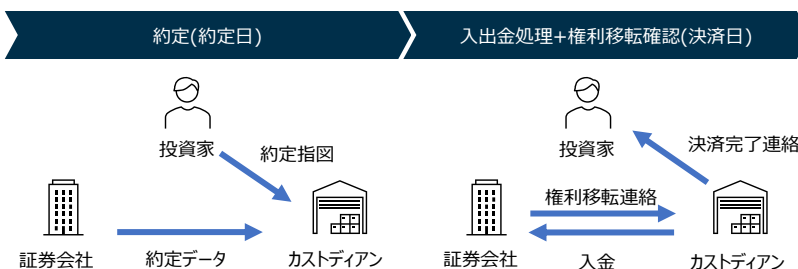 約定(約定日)
入出金処理+権利移転確認(決済日)
投資家
約定指図
証券会社
約定データ
カストディアン
投資家
決済完了連絡
権利移転連絡
証券会社
入金
カストディアン